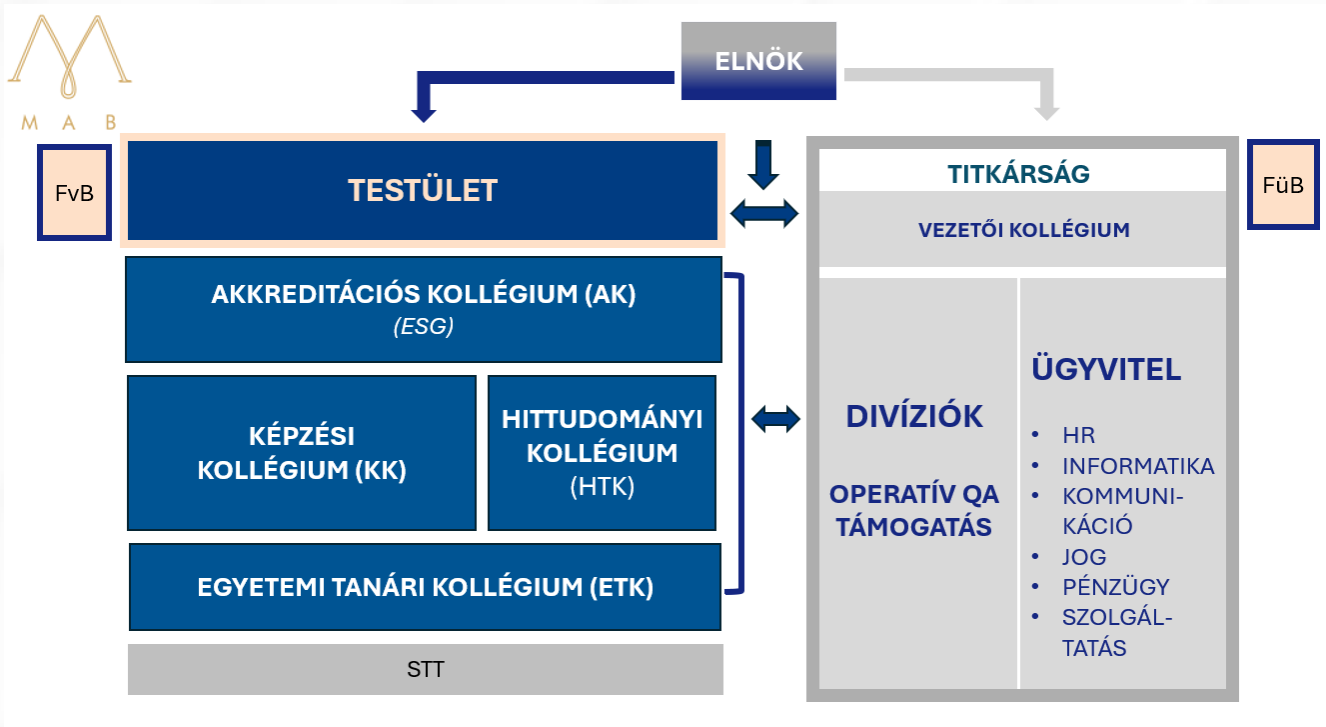 MAB
ELNÖK
FvB
TESTÜLET
AKKREDITÁCIÓS KOLLÉGIUM (AK)
(ESG)
KÉPZÉSI
KOLLÉGIUM (KK)
HITTUDOMÁNYI
KOLLÉGIUM
(HTK)
EGYETEMI TANÁRI KOLLÉGIUM (ETK)
STT
TITKÁRSÁG
VEZETŐI KOLLÉGIUM
DIVÍZIÓK
OPERATÍV QA
TÁMOGATÁS
ÜGYVITEL
• HR
• INFORMATIKA
• KOMMUNI-
KÁCIÓ
• JOG
• PÉNZÜGY
• SZOLGÁL-
TATÁS
FüB